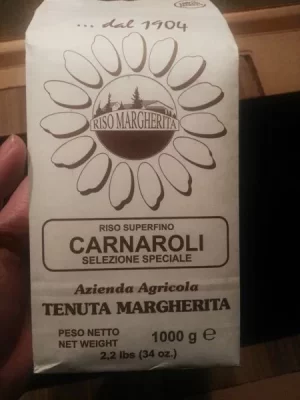 ... dal 1904
RISO MARGHERITA
RISO SUPERFINO
CARNAROLI
SELEZIONE SPECIALE
Azienda Agricola
TENUTA MARGHERITA
PESO NETTO
NET WEIGHT
1000 g e
2,2 lbs (34 oz.)